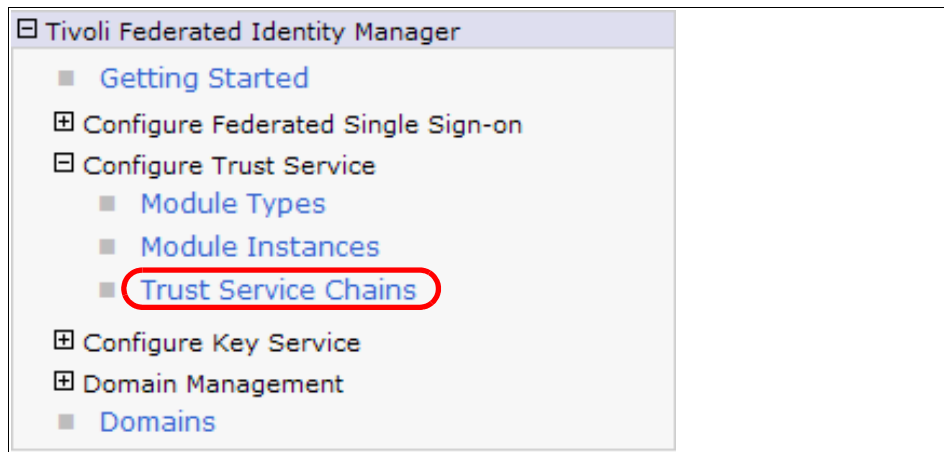 Tivoli Federated Identity Manager
Getting Started
Configure Federated Single Sign-on
Configure Trust Service
Module Types
Module Instances
Trust Service Chains
Configure Key Service
Domain Management
Domains